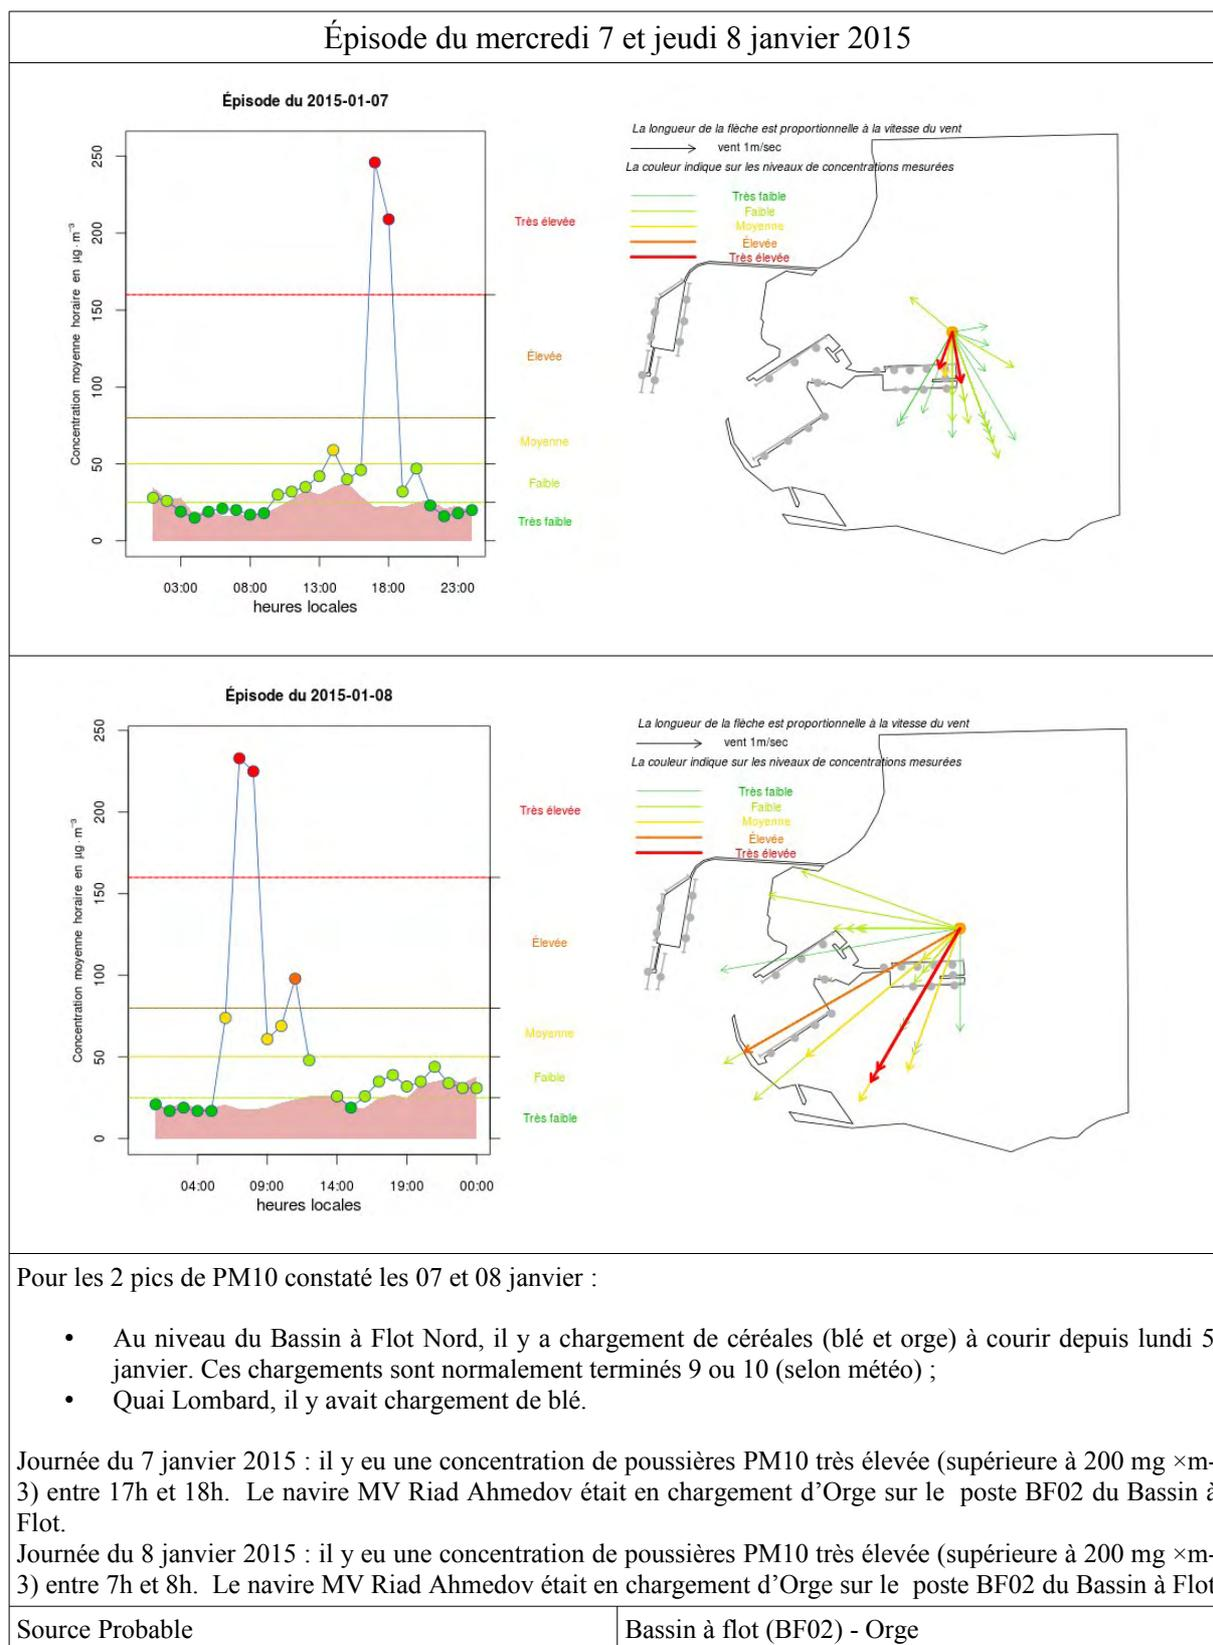 Épisode du mercredi 7 et jeudi 8 janvier 2015
Épisode du 2015-01-07
Concentration moyenne horaire en µg·m⁻³
250
200
150
100
50
0
Très élevée
Élevée
Moyenne
Faible
Très faible
03:00 08:00 13:00 18:00 23:00
heures locales
La longueur de la flèche est proportionnelle à la vitesse du vent
vent 1m/sec
La couleur indique sur les niveaux de concentrations mesurées
Très faible
Faible
Moyenne
Élevée
Très élevée
Épisode du 2015-01-08
Concentration moyenne horaire en µg·m⁻³
250
200
150
100
50
0
Très élevée
Élevée
Moyenne
Faible
Très faible
04:00 09:00 14:00 19:00 00:00
heures locales
La longueur de la flèche est proportionnelle à la vitesse du vent
vent 1m/sec
La couleur indique sur les niveaux de concentrations mesurées
Très faible
Faible
Moyenne
Élevée
Très élevée
Pour les 2 pics de PM10 constaté les 07 et 08 janvier :
• Au niveau du Bassin à Flot Nord, il y a chargement de céréales (blé et orge) à courir depuis lundi 5
janvier. Ces chargements sont normalement terminés 9 ou 10 (selon météo) ;
• Quai Lombard, il y avait chargement de blé.
Journée du 7 janvier 2015 : il y eu une concentration de poussières PM10 très élevée (supérieure à 200 mg ×m-
3) entre 17h et 18h. Le navire MV Riad Ahmedov était en chargement d’Orge sur le poste BF02 du Bassin à
Flot.
Journée du 8 janvier 2015 : il y eu une concentration de poussières PM10 très élevée (supérieure à 200 mg ×m-
3) entre 7h et 8h. Le navire MV Riad Ahmedov était en chargement d’Orge sur le poste BF02 du Bassin à Flot
Source Probable
Bassin à flot (BF02) - Orge